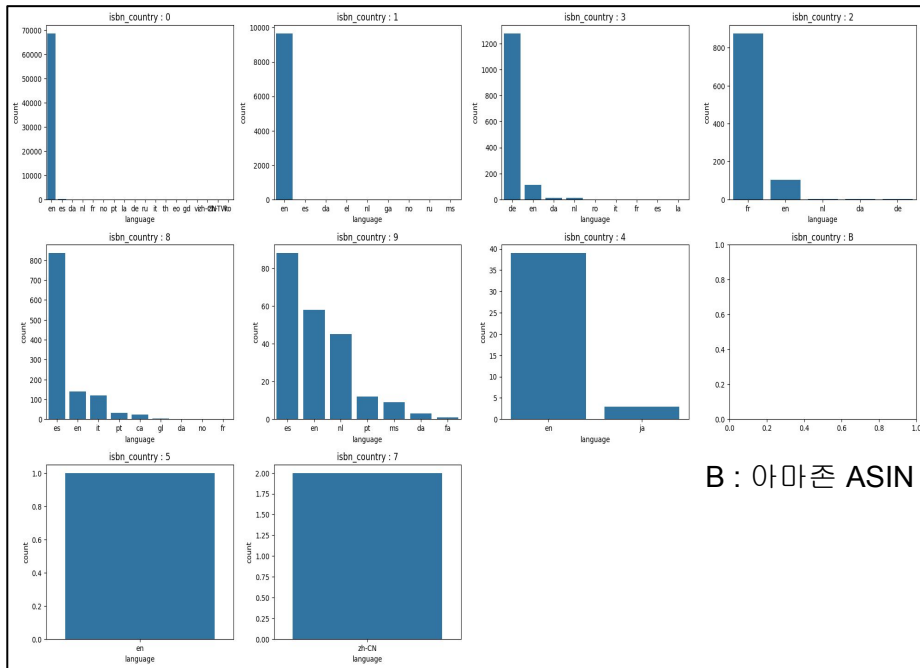 isbn_country : 0
count
70000
60000
50000
40000
30000
20000
10000
0
en es da nl fr no pt la de ru it th eo gd
language
isbn_country : 1
count
10000
8000
6000
4000
2000
0
en es da el nl ga no ru ms
language
isbn_country : 3
count
1200
1000
800
600
400
200
0
de en da nl ro it fr es la
language
isbn_country : 2
count
800
600
400
200
0
fr en nl da de
language
isbn_country : 8
count
800
700
600
500
400
300
200
100
0
es en it pt ca gl da no fr
language
isbn_country : 9
count
80
60
40
20
0
es en nl pt ms da fa
language
isbn_country : 4
count
40
35
30
25
20
15
10
5
0
en ja
language
isbn_country : B
1.0
0.8
0.6
0.4
0.2
0.0
0.0 0.2 0.4 0.6 0.8 1.0
B : 아마존 ASIN
isbn_country : 5
count
1.0
0.8
0.6
0.4
0.2
0.0
en
language
isbn_country : 7
count
2.00
1.75
1.50
1.25
1.00
0.75
0.50
0.25
0.00
zh-CN
language